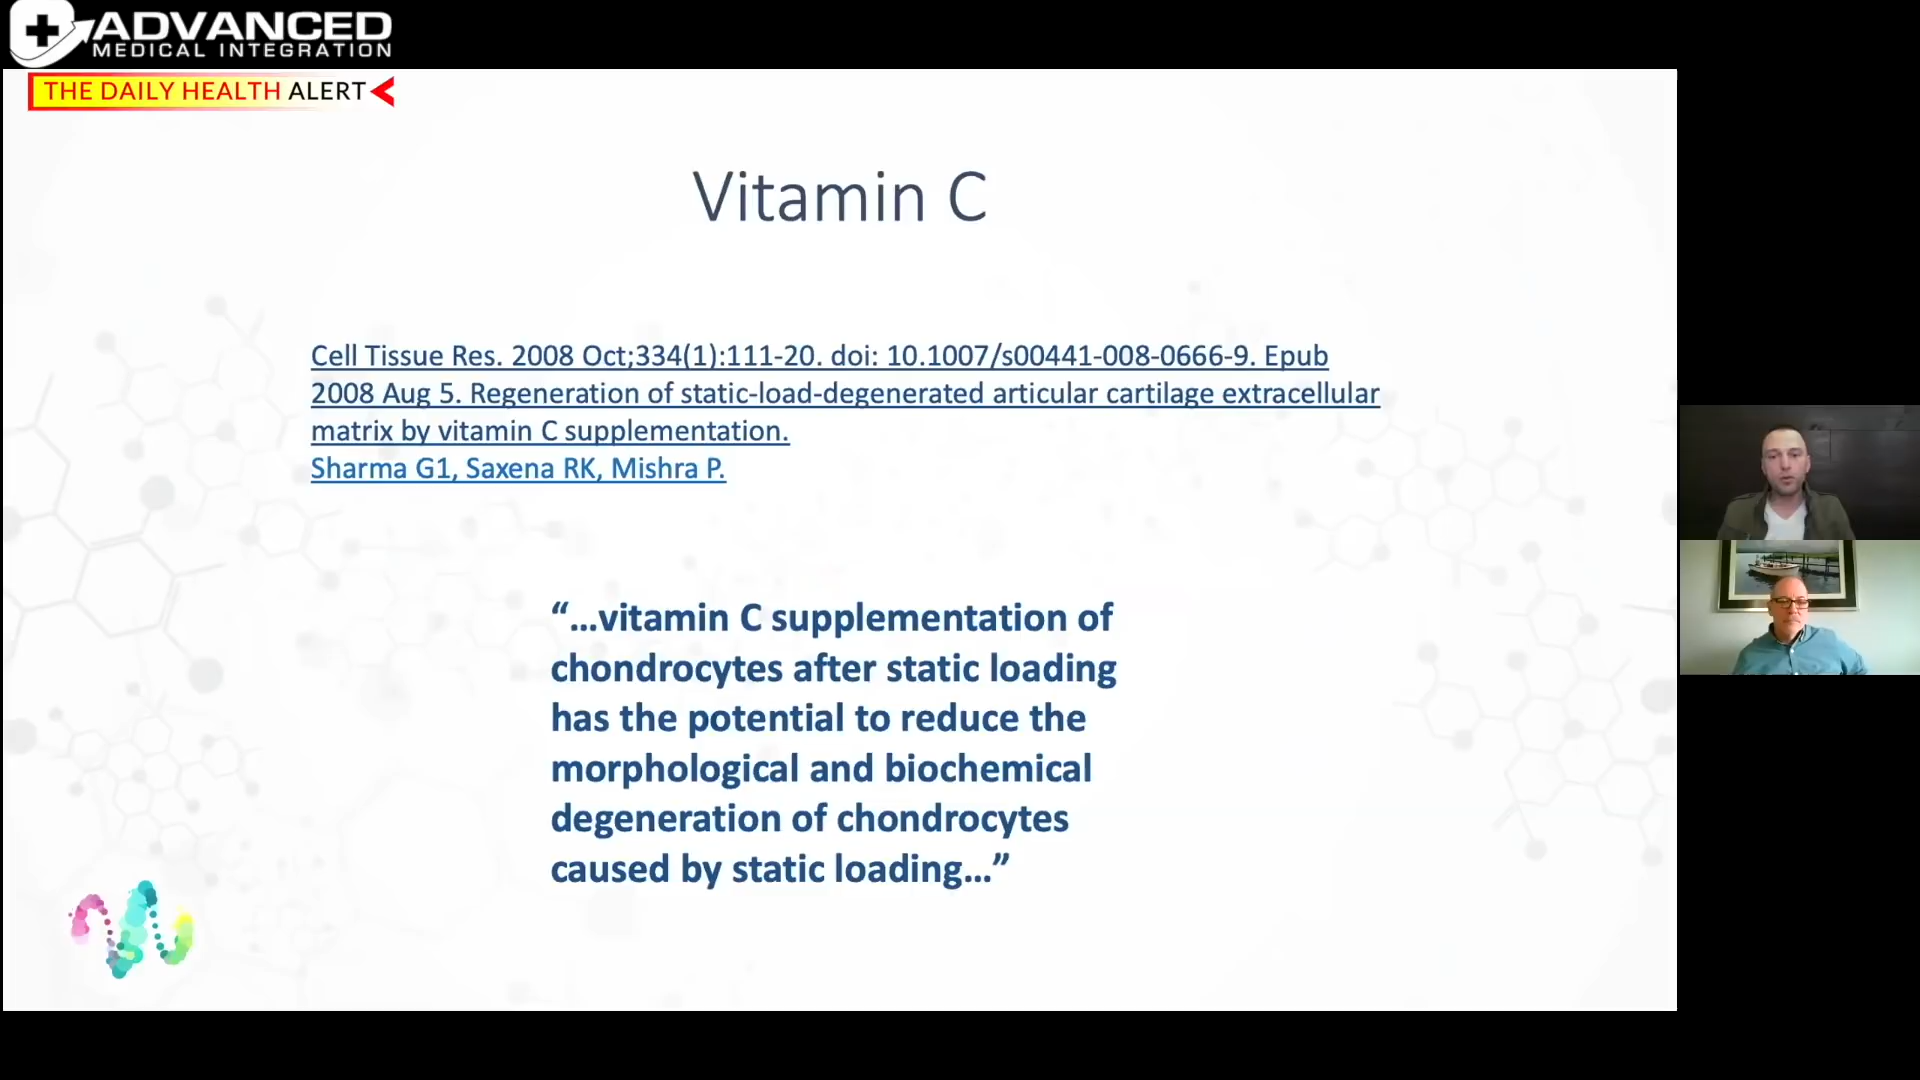 ADVANCED
MEDICAL INTEGRATION
THE DAILY HEALTH ALERT
Vitamin C
Cell Tissue Res. 2008 Oct;334(1):111-20. doi: 10.1007/s00441-008-0666-9. Epub
2008 Aug 5. Regeneration of static-load-degenerated articular cartilage extracellular
matrix by vitamin C supplementation.
Sharma G1, Saxena RK, Mishra P.
“...vitamin C supplementation of
chondrocytes after static loading
has the potential to reduce the
morphological and biochemical
degeneration of chondrocytes
caused by static loading...”